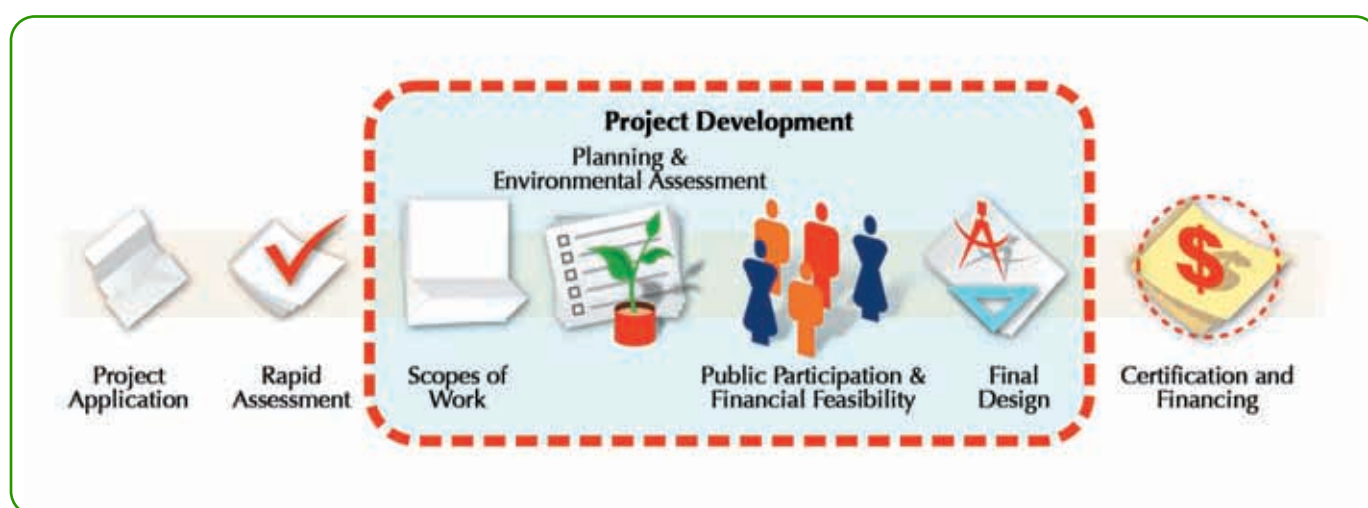 Project Development
Planning &
Environmental Assessment
Project
Application
Rapid
Assessment
Scopes of
Work
Public Participation &
Financial Feasibility
Final
Design
$
Certification and
Financing